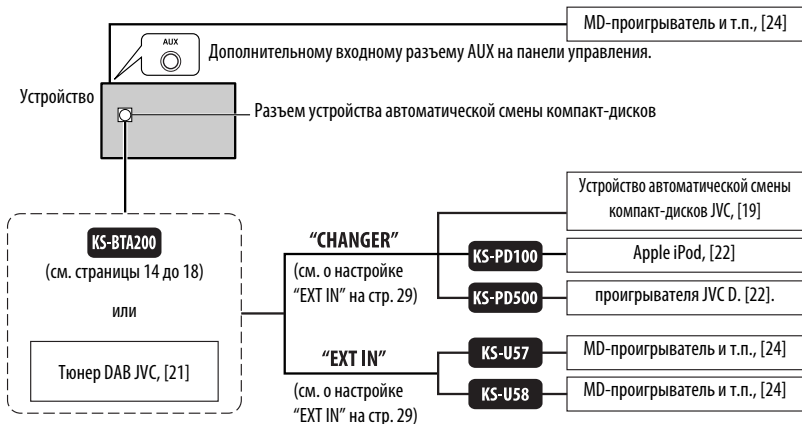 MD-проигрыватель и т.п., [24]
AUX
Дополнительному входному разъему AUX на панели управления.
Устройство
Разъем устройства автоматической смены компакт-дисков
Устройство автоматической смены
компакт-дисков JVC, [19]
KS-BTA200
(см. страницы 14 до 18)
или
Тюнер DAB JVC, [21]
“CHANGER”
(см. о настройке
“EXT IN” на стр. 29)
KS-PD100
Apple iPod, [22]
KS-PD500
проигрывателя JVC D. [22].
“EXT IN”
(см. о настройке
“EXT IN” на стр. 29)
KS-U57
MD-проигрыватель и т.п., [24]
KS-U58
MD-проигрыватель и т.п., [24]